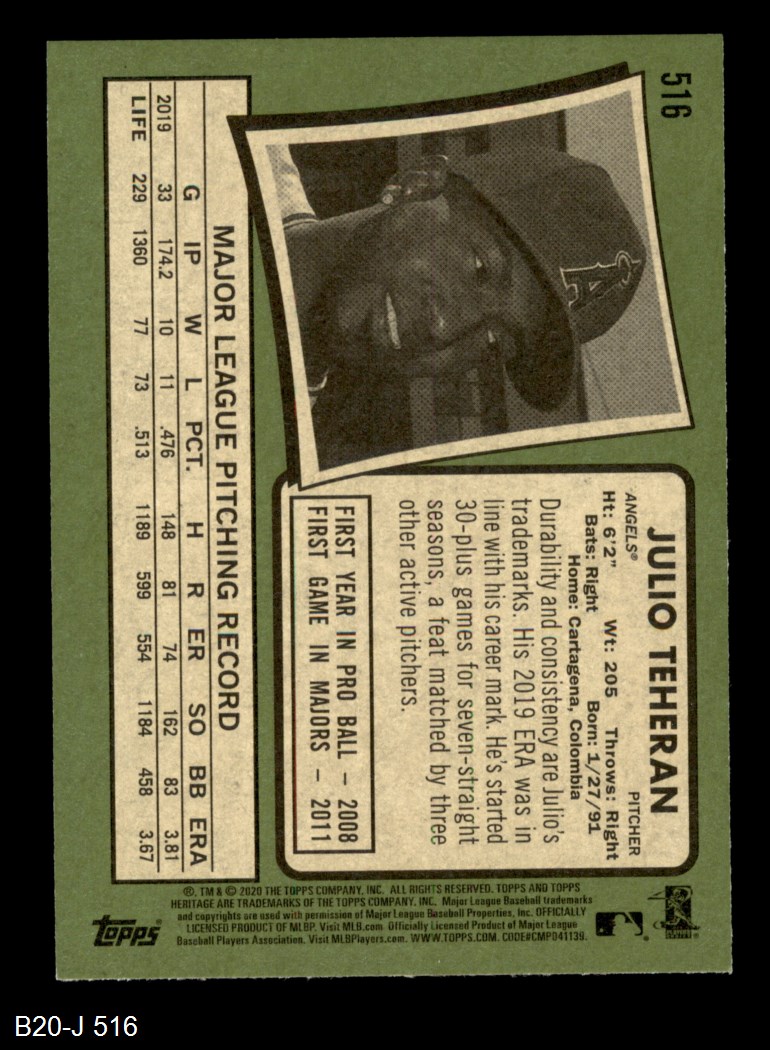 516
JULIO TEHERAN
ANGELS® PITCHER
Ht: 6'2" Wt: 205 Throws: Right
Bats: Right Born: 1/27/91
Home: Cartagena, Colombia
Durability and consistency are Julio's
trademarks. His 2019 ERA was in
line with his career mark. He's started
30-plus games for seven-straight
seasons, a feat matched by three
other active pitchers.
FIRST YEAR IN PRO BALL – 2008
FIRST GAME IN MAJORS – 2011
MAJOR LEAGUE PITCHING RECORD
G IP W L PCT. H R ER SO BB ERA
2019 33 174.2 10 11 .476 148 81 74 162 83 3.81
LIFE 229 1360 77 73 .513 1189 599 554 1184 458 3.67
®, TM & © 2020 THE TOPPS COMPANY, INC. ALL RIGHTS RESERVED. TOPPS AND TOPPS
HERITAGE ARE TRADEMARKS OF THE TOPPS COMPANY, INC. Major League Baseball trademarks
and copyrights are used with permission of Major League Baseball Properties, Inc. OFFICIALLY
LICENSED PRODUCT OF MLBP. Visit MLB.com Officially Licensed Product of Major League
Baseball Players Association. Visit MLBPlayers.com. WWW.TOPPS.COM. CODE#CMPD41139.
Topps
A
B20-J 516